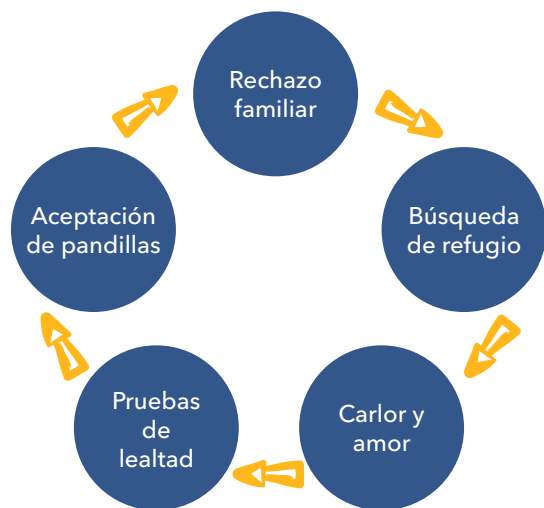 Rechazo
familiar
Búsqueda
de refugio
Carlor y
amor
Pruebas
de
lealtad
Aceptación
de pandillas